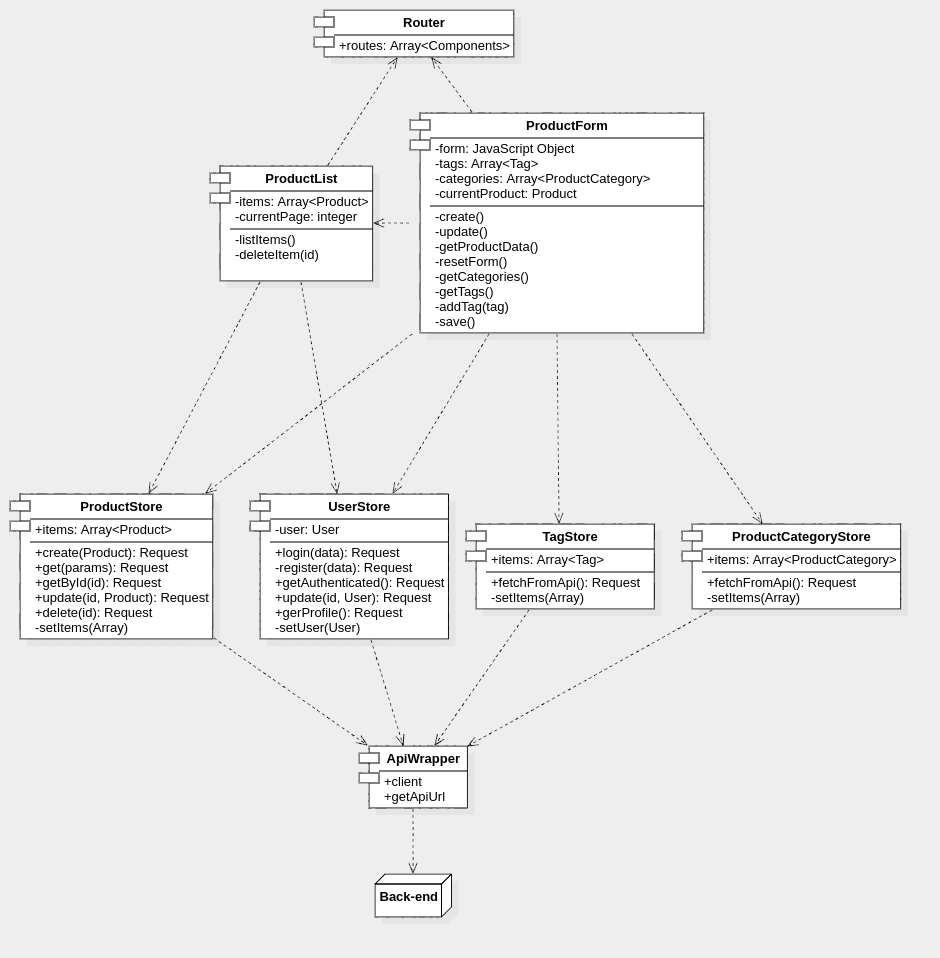 Router
+routes: Array<Components>
ProductForm
-form: JavaScript Object
-tags: Array<Tag>
-categories: Array<ProductCategory>
-currentProduct: Product
-create()
-update()
-getProductData()
-resetForm()
-getCategories()
-getTags()
-addTag(tag)
-save()
ProductList
-items: Array<Product>
-currentPage: integer
-listItems()
-deleteItem(id)
ProductStore
+items: Array<Product>
+create(Product): Request
+get(params): Request
+getById(id): Request
+update(id, Product): Request
+delete(id): Request
-setItems(Array)
UserStore
-user: User
+login(data): Request
-register(data): Request
+getAuthenticated(): Request
+update(id, User): Request
+gerProfile(): Request
-setUser(User)
TagStore
+items: Array<Tag>
+fetchFromApi(): Request
-setItems(Array)
ProductCategoryStore
+items: Array<ProductCategory>
+fetchFromApi(): Request
-setItems(Array)
ApiWrapper
+client
+getApiUrl
Back-end